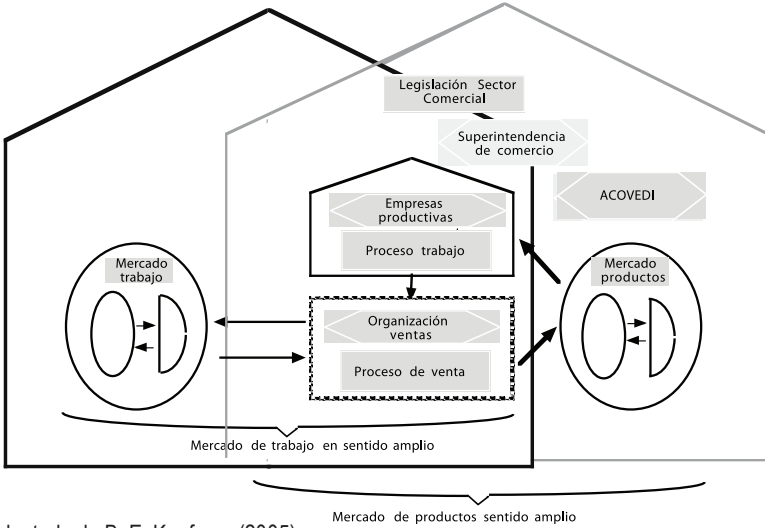 Legislación Sector
Comercial
Superintendencia
de comercio
ACOVEDI
Empresas
productivas
Proceso trabajo
Mercado
trabajo
Mercado
productos
Organización
ventas
Proceso de venta
Mercado de trabajo en sentido amplio
Mercado de productos sentido amplio
(2005)